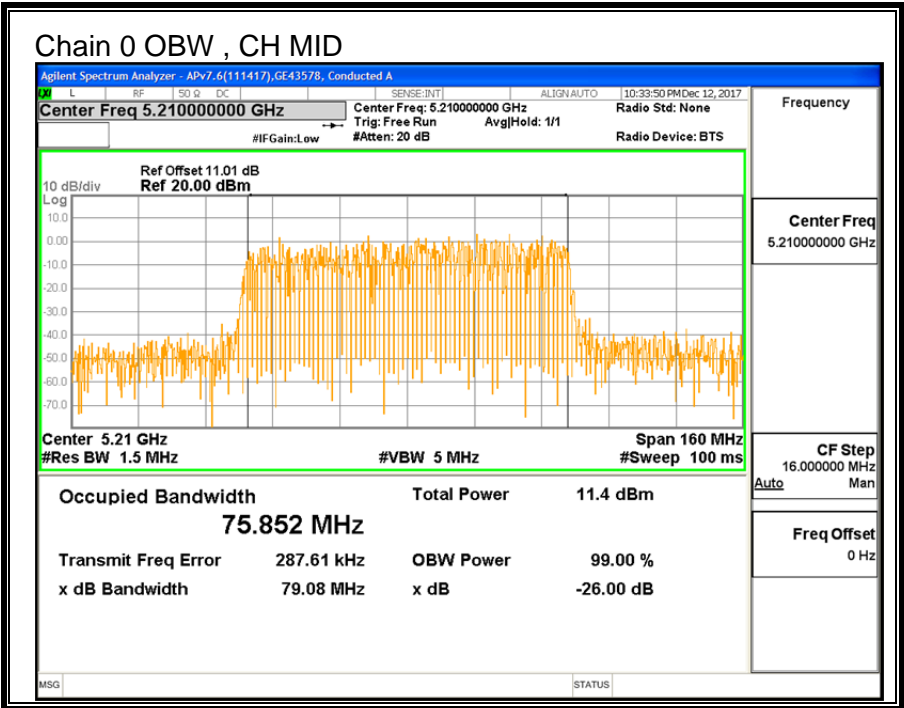 Chain 0 OBW , CH MID
Agilent Spectrum Analyzer - APv7.6(111417),GE43578, Conducted A
LXI L RF 50 Ω DC SENSE:INT ALIGN AUTO 10:33:50 PM Dec 12, 2017
Center Freq 5.210000000 GHz
Center Freq: 5.210000000 GHz
Radio Std: None
Trig: Free Run Avg|Hold: 1/1
#IFGain:Low #Atten: 20 dB Radio Device: BTS
Ref Offset 11.01 dB
10 dB/div Ref 20.00 dBm
Log
10.0
0.00
-10.0
-20.0
-30.0
-40.0
-50.0
-60.0
-70.0
Center 5.21 GHz Span 160 MHz
#Res BW 1.5 MHz #VBW 5 MHz #Sweep 100 ms
Occupied Bandwidth Total Power 11.4 dBm
75.852 MHz
Transmit Freq Error 287.61 kHz OBW Power 99.00 %
x dB Bandwidth 79.08 MHz x dB -26.00 dB
MSG STATUS
Frequency
Center Freq
5.210000000 GHz
CF Step
16.000000 MHz
Auto Man
Freq Offset
0 Hz